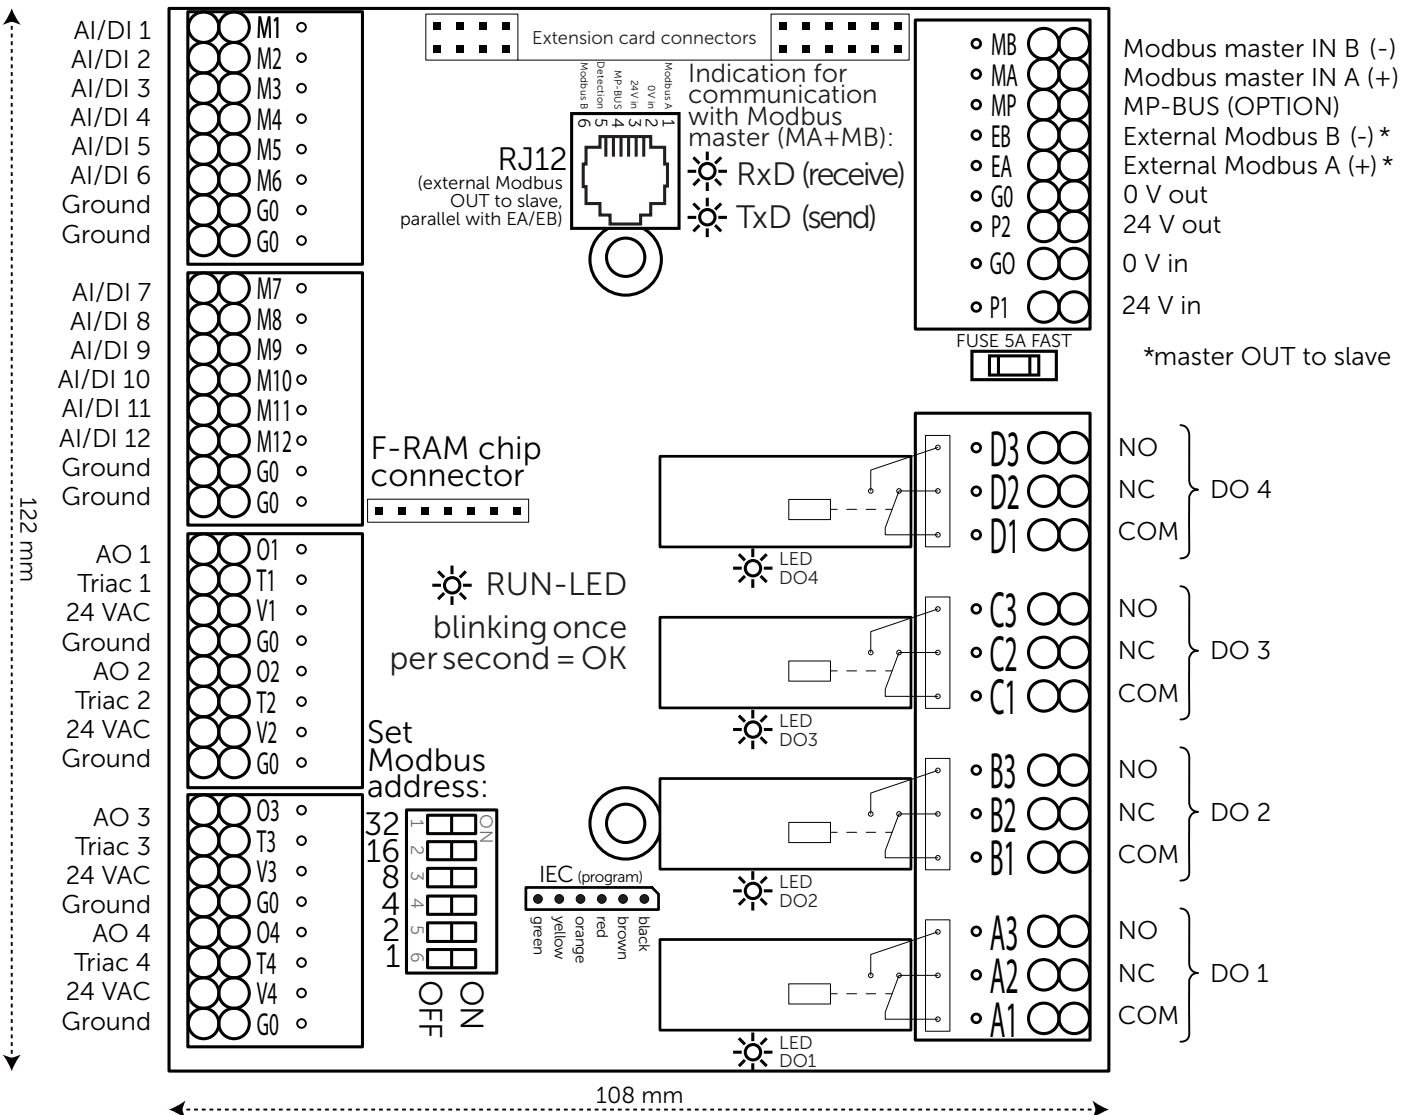 AI/DI 1
AI/DI 2
AI/DI 3
AI/DI 4
AI/DI 5
AI/DI 6
Ground
Ground
M1
M2
M3
M4
M5
M6
G0
G0
AI/DI 7
AI/DI 8
AI/DI 9
AI/DI 10
AI/DI 11
AI/DI 12
Ground
Ground
M7
M8
M9
M10
M11
M12
G0
G0
AO 1
Triac 1
24 VAC
Ground
AO 2
Triac 2
24 VAC
Ground
O1
T1
V1
G0
O2
T2
V2
G0
AO 3
Triac 3
24 VAC
Ground
AO 4
Triac 4
24 VAC
Ground
O3
T3
V3
G0
O4
T4
V4
G0
122 mm
108 mm
Extension card connectors
Modbus B
Detection
MP-BUS
24V in
0V in
Modbus A
6
5
4
3
2
1
RJ12
(external Modbus
OUT to slave,
parallel with EA/EB)
Indication for
communication
with Modbus
master (MA+MB):
RxD (receive)
TxD (send)
F-RAM chip
connector
RUN-LED
blinking once
per second = OK
Set
Modbus
address:
32
16
8
4
2
1
1
2
3
4
5
6
ON
OFF
ON
IEC (program)
green
yellow
orange
red
brown
black
MB
MA
MP
EB
EA
G0
P2
GO
P1
Modbus master IN B (-)
Modbus master IN A (+)
MP-BUS (OPTION)
External Modbus B (-) *
External Modbus A (+) *
0 V out
24 V out
0 V in
24 V in
FUSE 5A FAST
*master OUT to slave
LED
DO4
D3
D2
D1
NO
NC
COM
DO 4
LED
DO3
C3
C2
C1
NO
NC
COM
DO 3
LED
DO2
B3
B2
B1
NO
NC
COM
DO 2
LED
DO1
A3
A2
A1
NO
NC
COM
DO 1